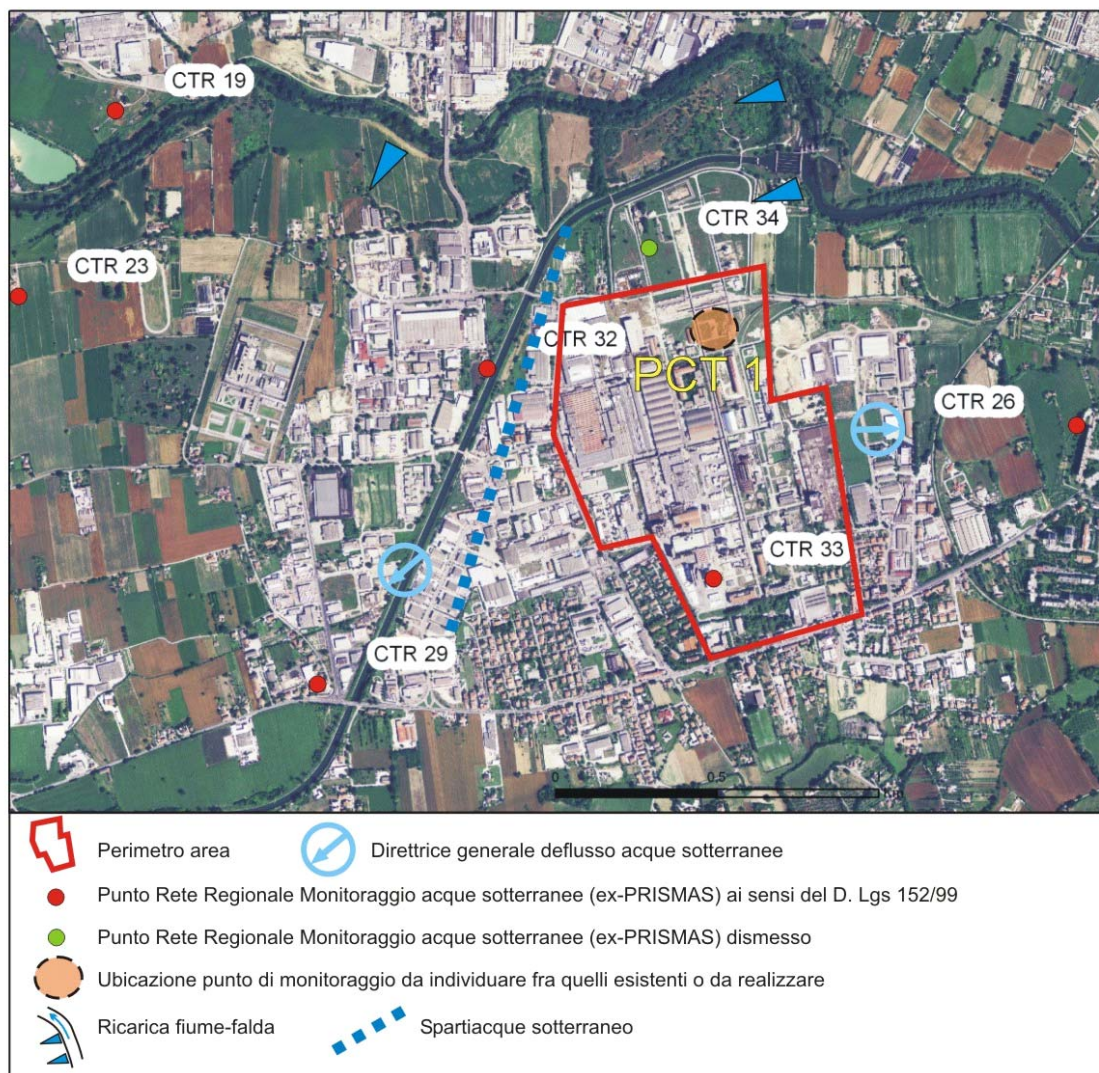 CTR 19
CTR 34
CTR 23
CTR 32
PCT 1
CTR 26
CTR 33
CTR 29
0 0.5
Perimetro area
Direttrice generale deflusso acque sotterranee
Punto Rete Regionale Monitoraggio acque sotterranee (ex-PRISMAS) ai sensi del D. Lgs 152/99
Punto Rete Regionale Monitoraggio acque sotterranee (ex-PRISMAS) dismesso
Ubicazione punto di monitoraggio da individuare fra quelli esistenti o da realizzare
Ricarica fiume-falda
Spartiacque sotterraneo